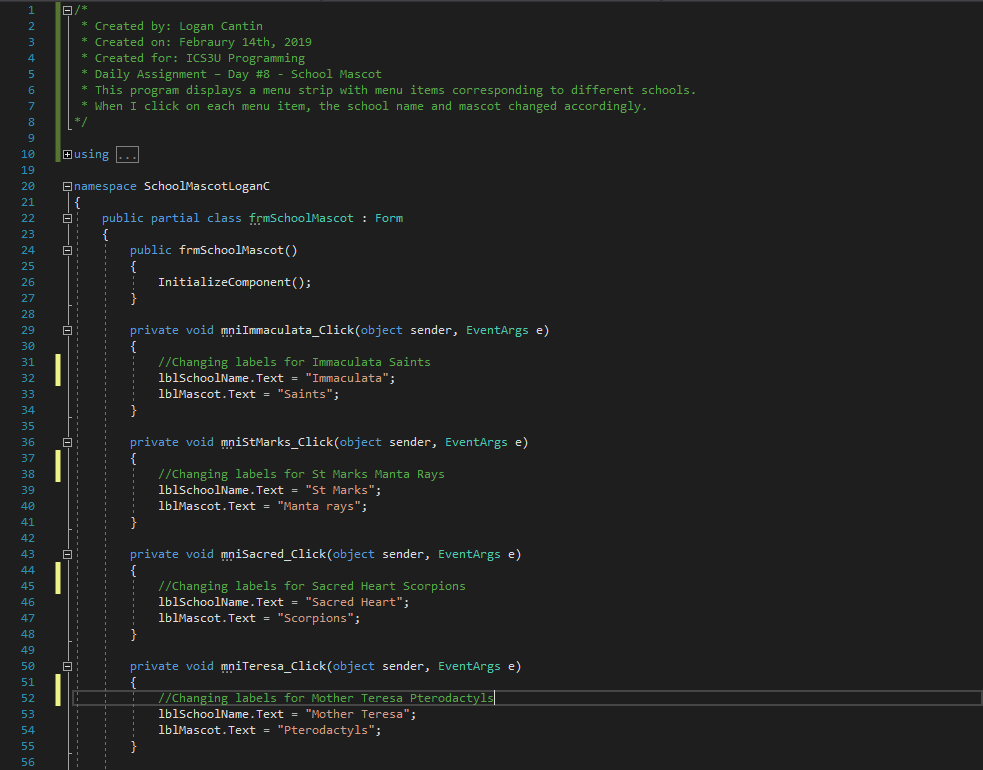 1 /*
2 * Created by: Logan Cantin
3 * Created on: Febraury 14th, 2019
4 * Created for: ICS3U Programming
5 * Daily Assignment – Day #8 - School Mascot
6 * This program displays a menu strip with menu items corresponding to different schools.
7 * When I click on each menu item, the school name and mascot changed accordingly.
8 */
9
10 using ...
19
20 namespace SchoolMascotLoganC
21 {
22 public partial class frmSchoolMascot : Form
23 {
24 public frmSchoolMascot()
25 {
26 InitializeComponent();
27 }
28
29 private void mniImmaculata_Click(object sender, EventArgs e)
30 {
31 //Changing labels for Immaculata Saints
32 lblSchoolName.Text = "Immaculata";
33 lblMascot.Text = "Saints";
34 }
35
36 private void mniStMarks_Click(object sender, EventArgs e)
37 {
38 //Changing labels for St Marks Manta Rays
39 lblSchoolName.Text = "St Marks";
40 lblMascot.Text = "Manta rays";
41 }
42
43 private void mniSacred_Click(object sender, EventArgs e)
44 {
45 //Changing labels for Sacred Heart Scorpions
46 lblSchoolName.Text = "Sacred Heart";
47 lblMascot.Text = "Scorpions";
48 }
49
50 private void mniTeresa_Click(object sender, EventArgs e)
51 {
52 //Changing labels for Mother Teresa Pterodactyls
53 lblSchoolName.Text = "Mother Teresa";
54 lblMascot.Text = "Pterodactyls";
55 }
56